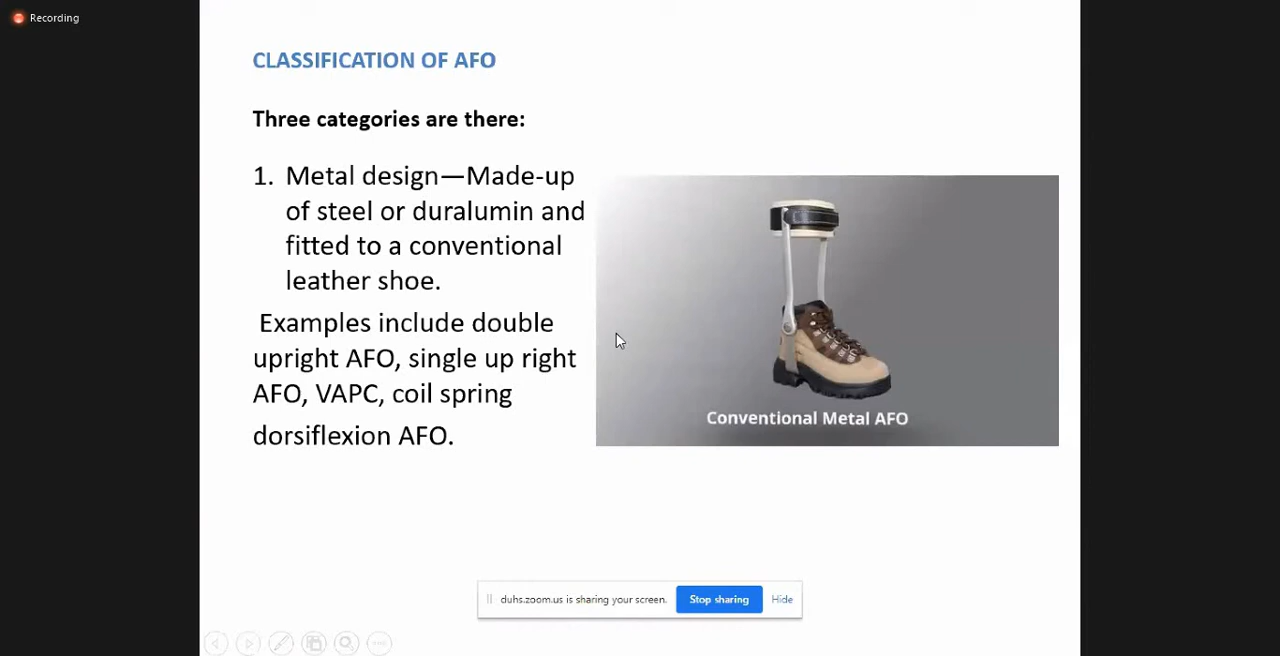 Recording
CLASSIFICATION OF AFO
Three categories are there:
1. Metal design—Made-up
of steel or duralumin and
fitted to a conventional
leather shoe.
Examples include double
upright AFO, single up right
AFO, VAPC, coil spring
dorsiflexion AFO.
Conventional Metal AFO
duhs.zoom.us is sharing your screen. Stop sharing Hide